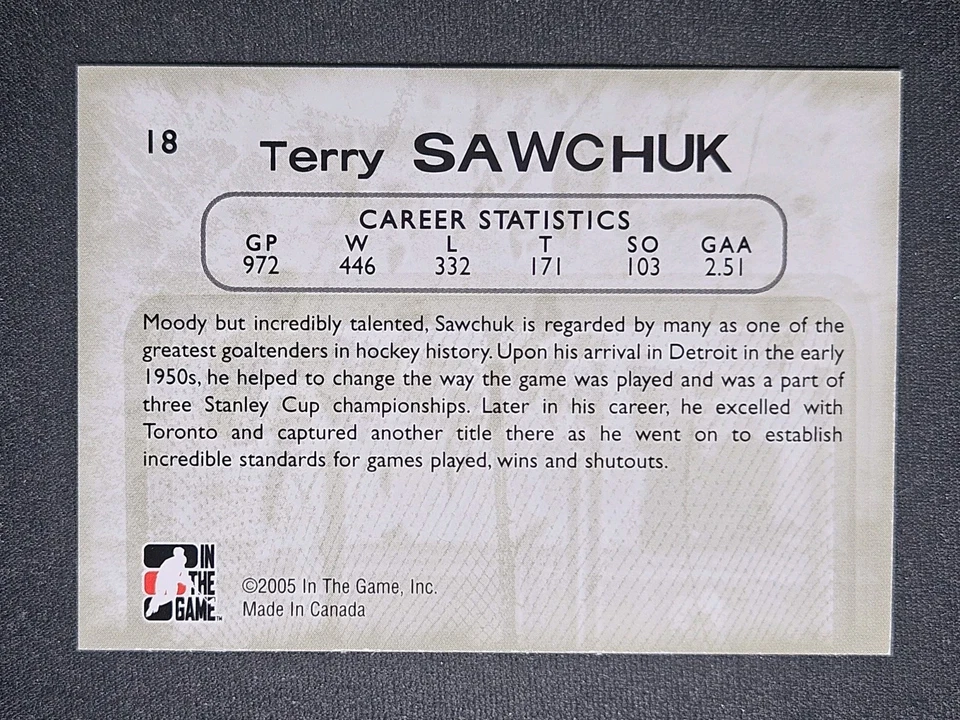 18
Terry SAWCHUK
CAREER STATISTICS
GP W L T SO GAA
972 446 332 171 103 2.51
Moody but incredibly talented, Sawchuk is regarded by many as one of the
greatest goaltenders in hockey history. Upon his arrival in Detroit in the early
1950s, he helped to change the way the game was played and was a part of
three Stanley Cup championships. Later in his career, he excelled with
Toronto and captured another title there as he went on to establish
incredible standards for games played, wins and shutouts.
IN
THE
GAME™
©2005 In The Game, Inc.
Made In Canada